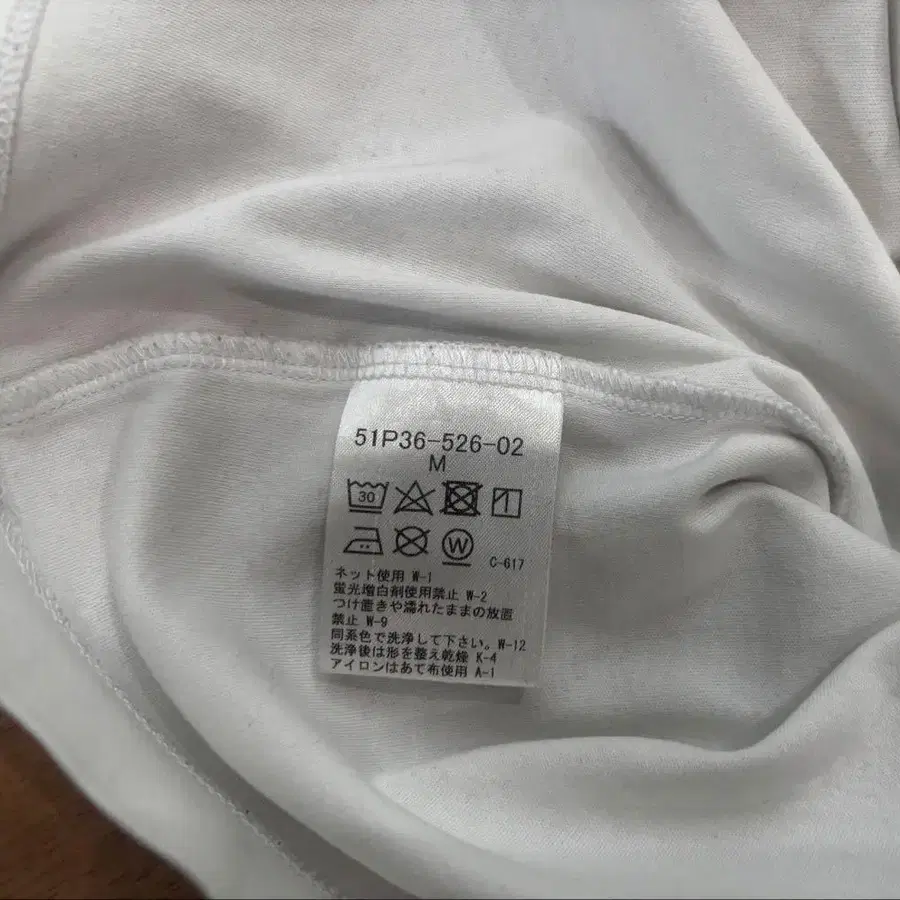 51P36-526-02
M
30
W
C-617
ネット使用 W-1
蛍光増白剤使用禁止 W-2
つけ置きや濡れたままの放置
禁止 W-9
同系色で洗浄して下さい。W-12
洗浄後は形を整え乾燥 K-4
アイロンはあて布使用 A-1